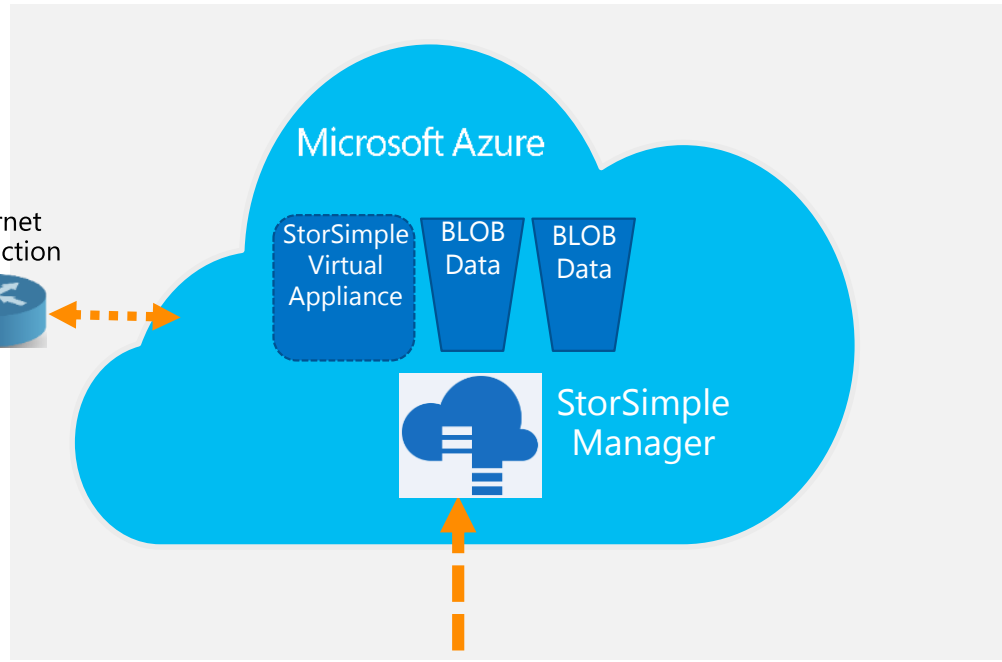 Microsoft Azure
rnet
ction
StorSimple
Virtual
Appliance
BLOB
Data
BLOB
Data
StorSimple
Manager